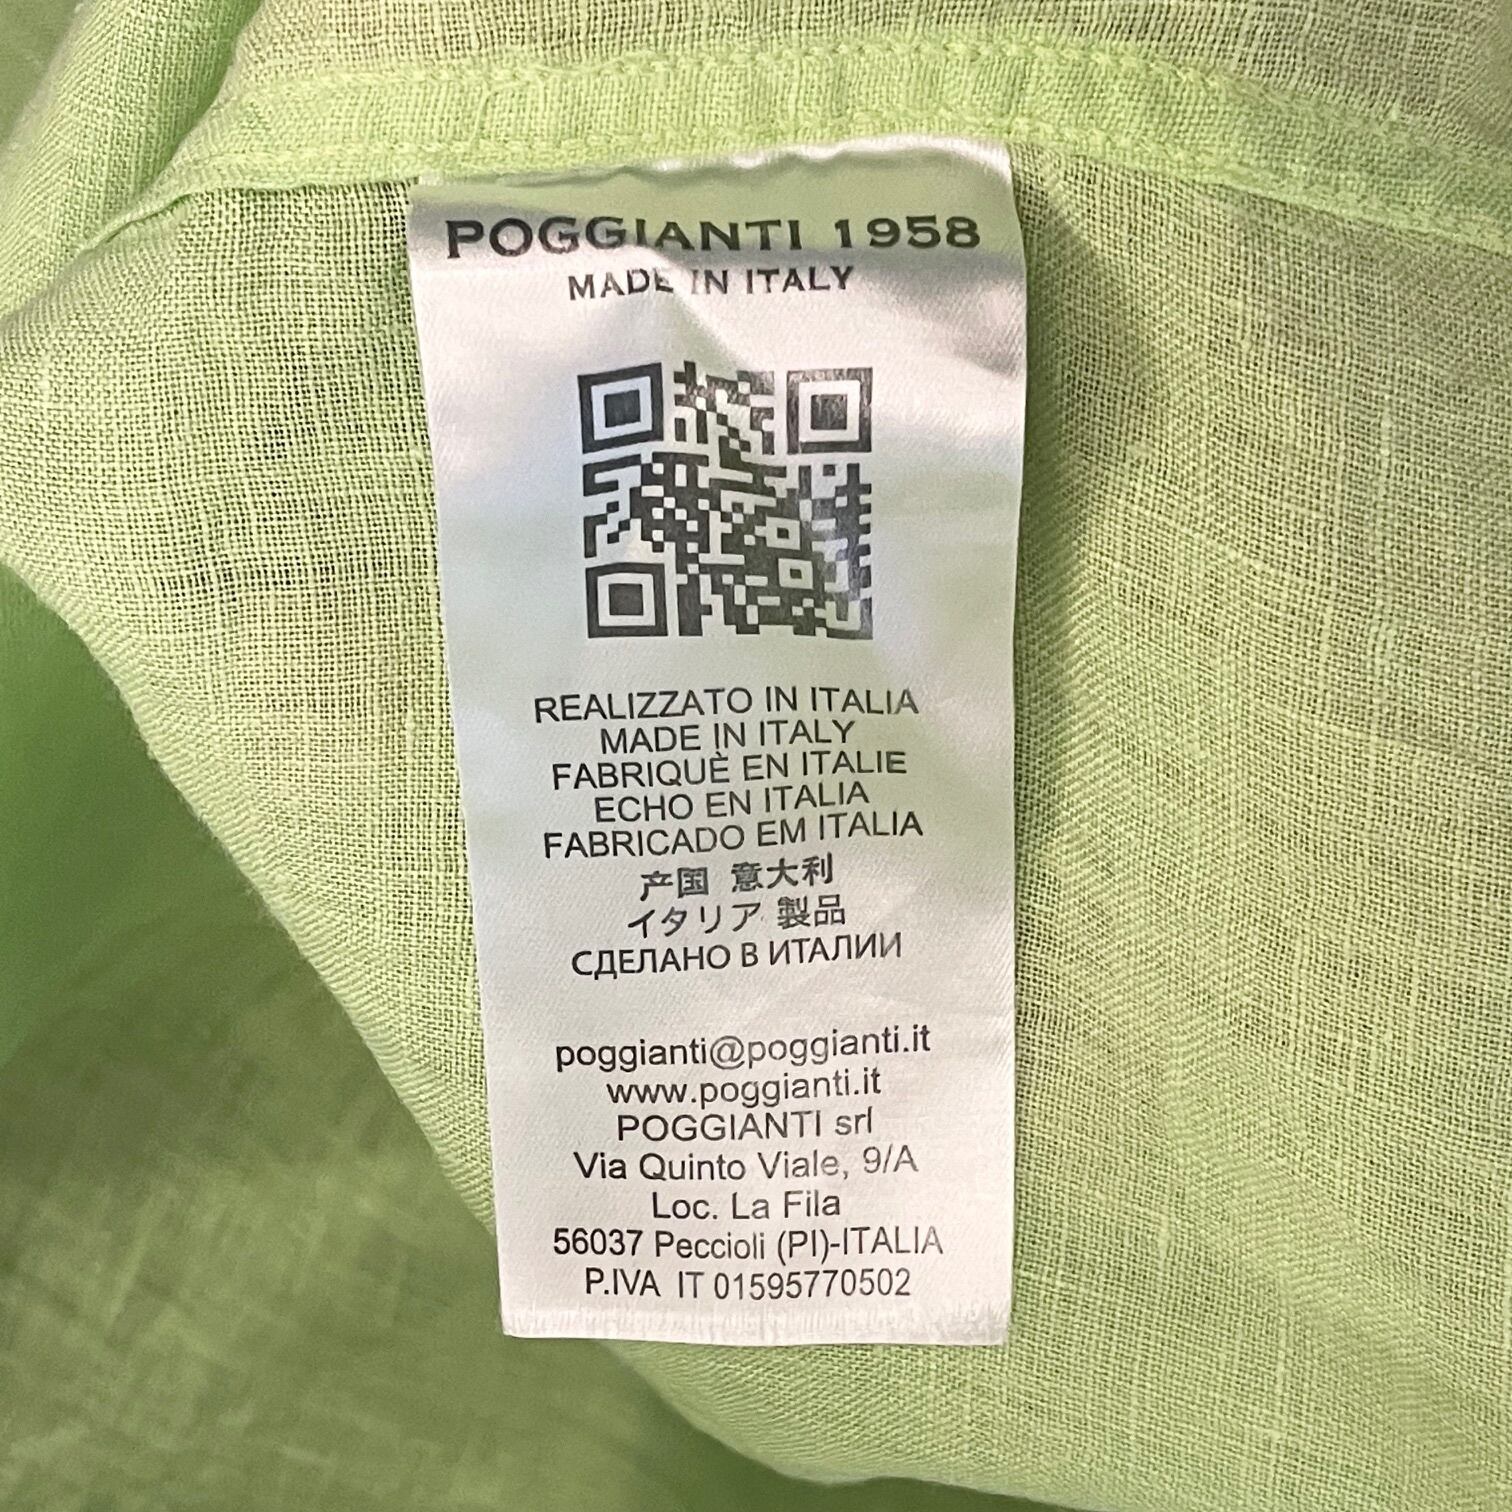 POGGIANTI 1958
MADE IN ITALY
REALIZZATO IN ITALIA
MADE IN ITALY
FABRIQUÈ EN ITALIE
ECHO EN ITALIA
FABRICADO EM ITALIA
产国 意大利
イタリア 製品
СДЕЛАНО В ИТАЛИИ
poggianti@poggianti.it
www.poggianti.it
POGGIANTI srl
Via Quinto Viale, 9/A
Loc. La Fila
56037 Peccioli (PI)-ITALIA
P.IVA IT 01595770502